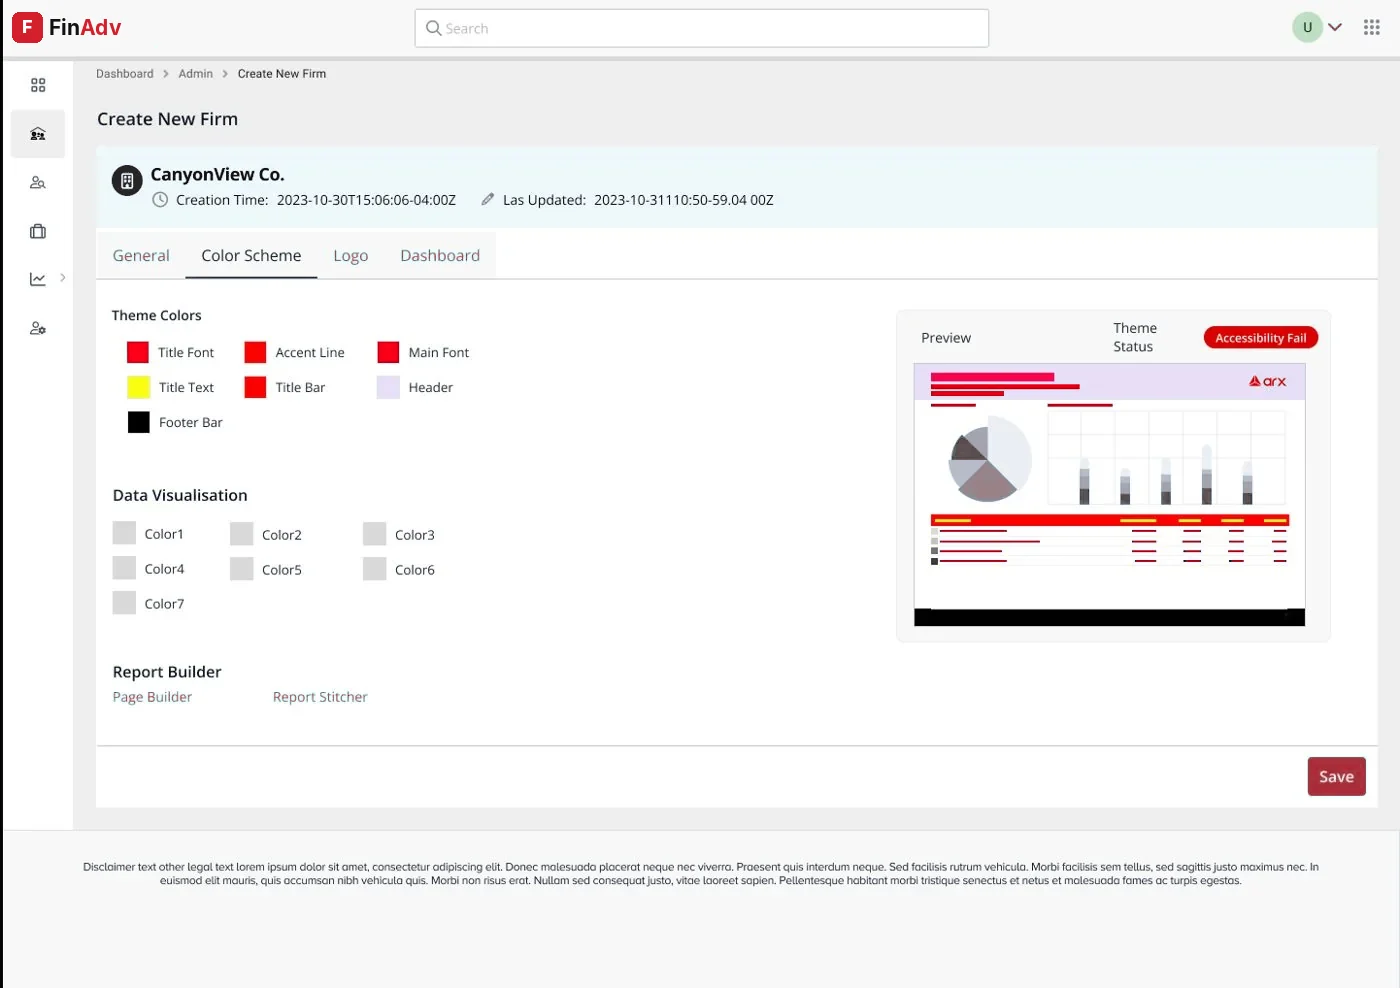 F FinAdv
Search
U
Dashboard > Admin > Create New Firm
Create New Firm
CanyonView Co.
Creation Time: 2023-10-30T15:06:06-04:00Z Las Updated: 2023-10-31110:50-59.04 00Z
General Color Scheme Logo Dashboard
Theme Colors
Title Font Accent Line Main Font
Title Text Title Bar Header
Footer Bar
Preview
Theme
Status
Accessibility Fail
arx
Data Visualisation
Color1 Color2 Color3
Color4 Color5 Color6
Color7
Report Builder
Page Builder Report Stitcher
Save
Disclaimer text other legal text lorem ipsum dolor sit amet, consectetur adipiscing elit. Donec malesuada placerat neque nec viverra. Praesent quis interdum neque. Sed facilisis rutrum vehicula. Morbi facilisis sem tellus, sed sagittis justo maximus nec. In
euismod elit mauris, quis accumsan nibh vehicula quis. Morbi non risus erat. Nullam sed consequat justo, vitae laoreet sapien. Pellentesque habitant morbi tristique senectus et netus et malesuada fames ac turpis egestas.